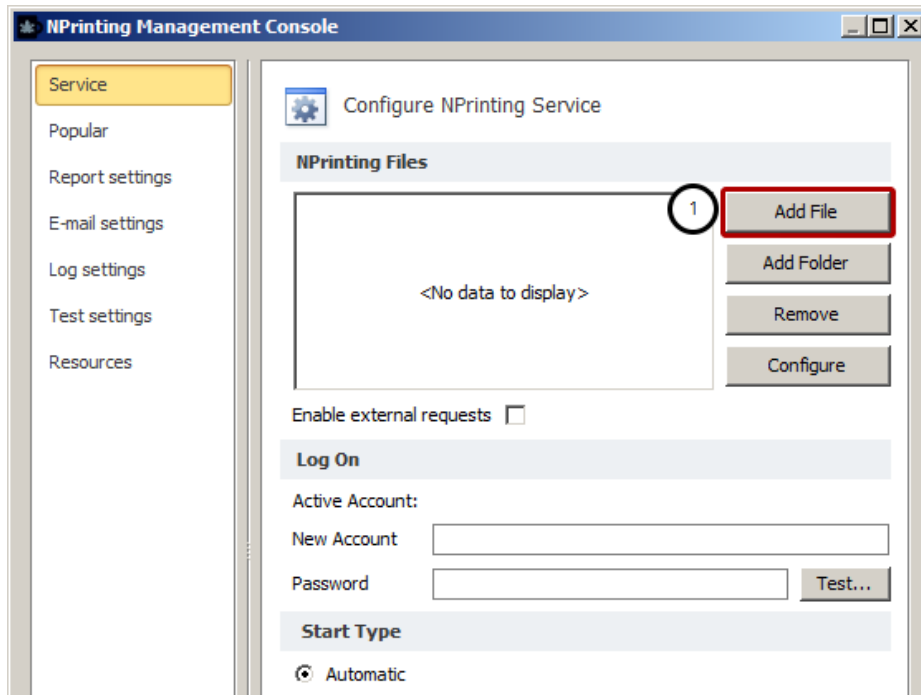 NPrinting Management Console
Service
Popular
Report settings
E-mail settings
Log settings
Test settings
Resources
Configure NPrinting Service
NPrinting Files
<No data to display>
1
Add File
Add Folder
Remove
Configure
Enable external requests
Log On
Active Account:
New Account
Password
Test...
Start Type
Automatic